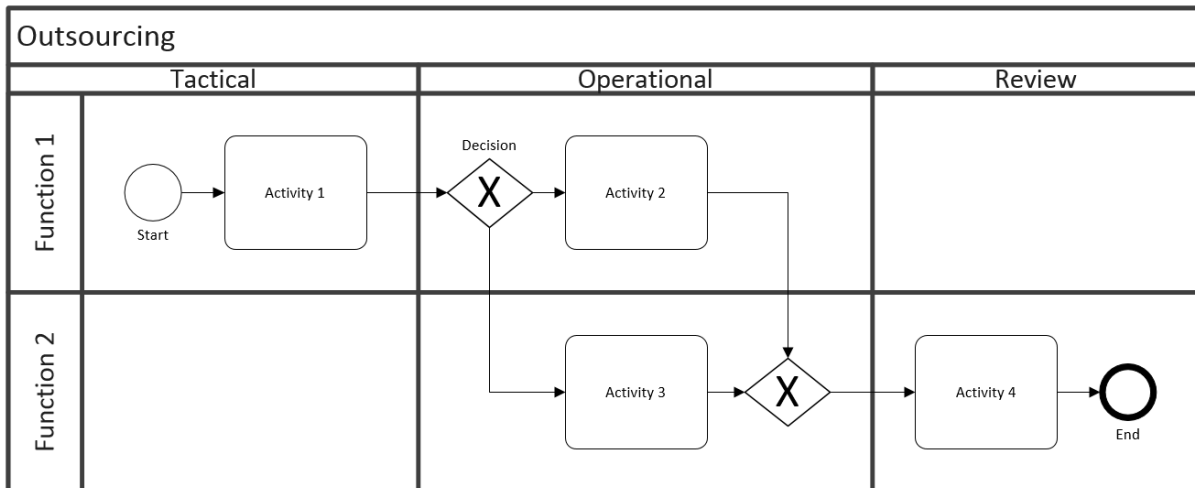 Outsourcing
Tactical
Operational
Review
Function 1
Start
Activity 1
Decision
X
Activity 2
Function 2
Activity 3
X
Activity 4
End